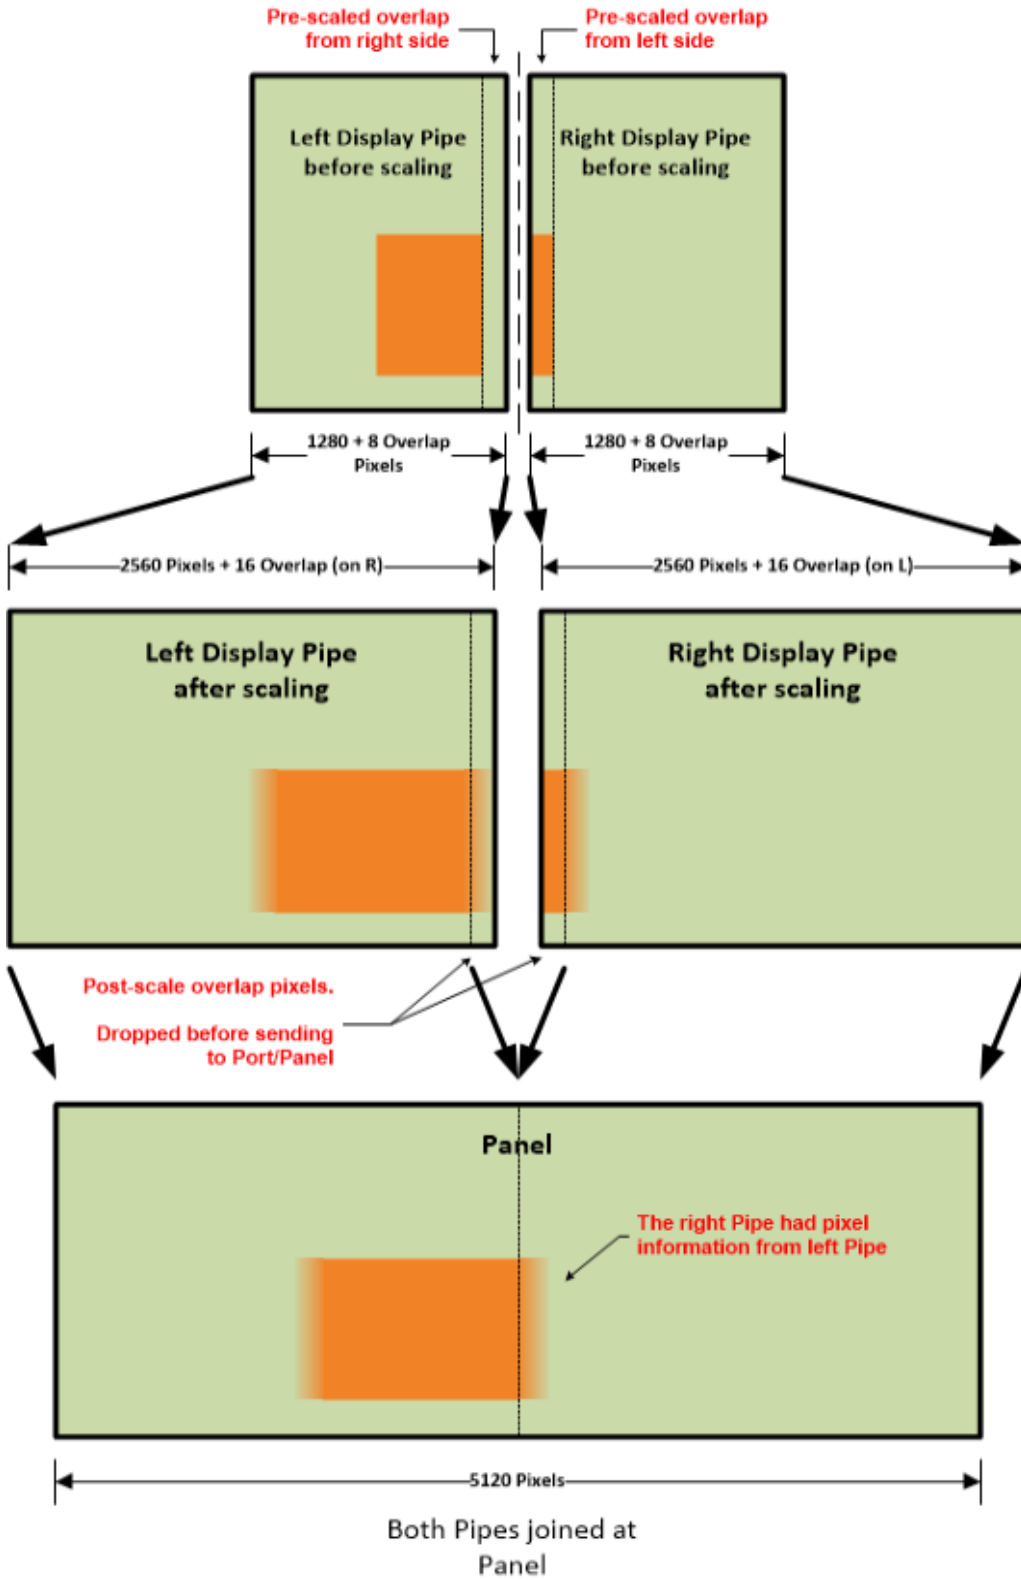 Pre-scaled overlap
from right side
Pre-scaled overlap
from left side
Left Display Pipe
before scaling
Right Display Pipe
before scaling
1280 + 8 Overlap
Pixels
1280 + 8 Overlap
Pixels
2560 Pixels + 16 Overlap (on R)
2560 Pixels + 16 Overlap (on L)
Left Display Pipe
after scaling
Right Display Pipe
after scaling
Post-scale overlap pixels.
Dropped before sending
to Port/Panel
Panel
The right Pipe had pixel
information from left Pipe
5120 Pixels
Both Pipes joined at
Panel